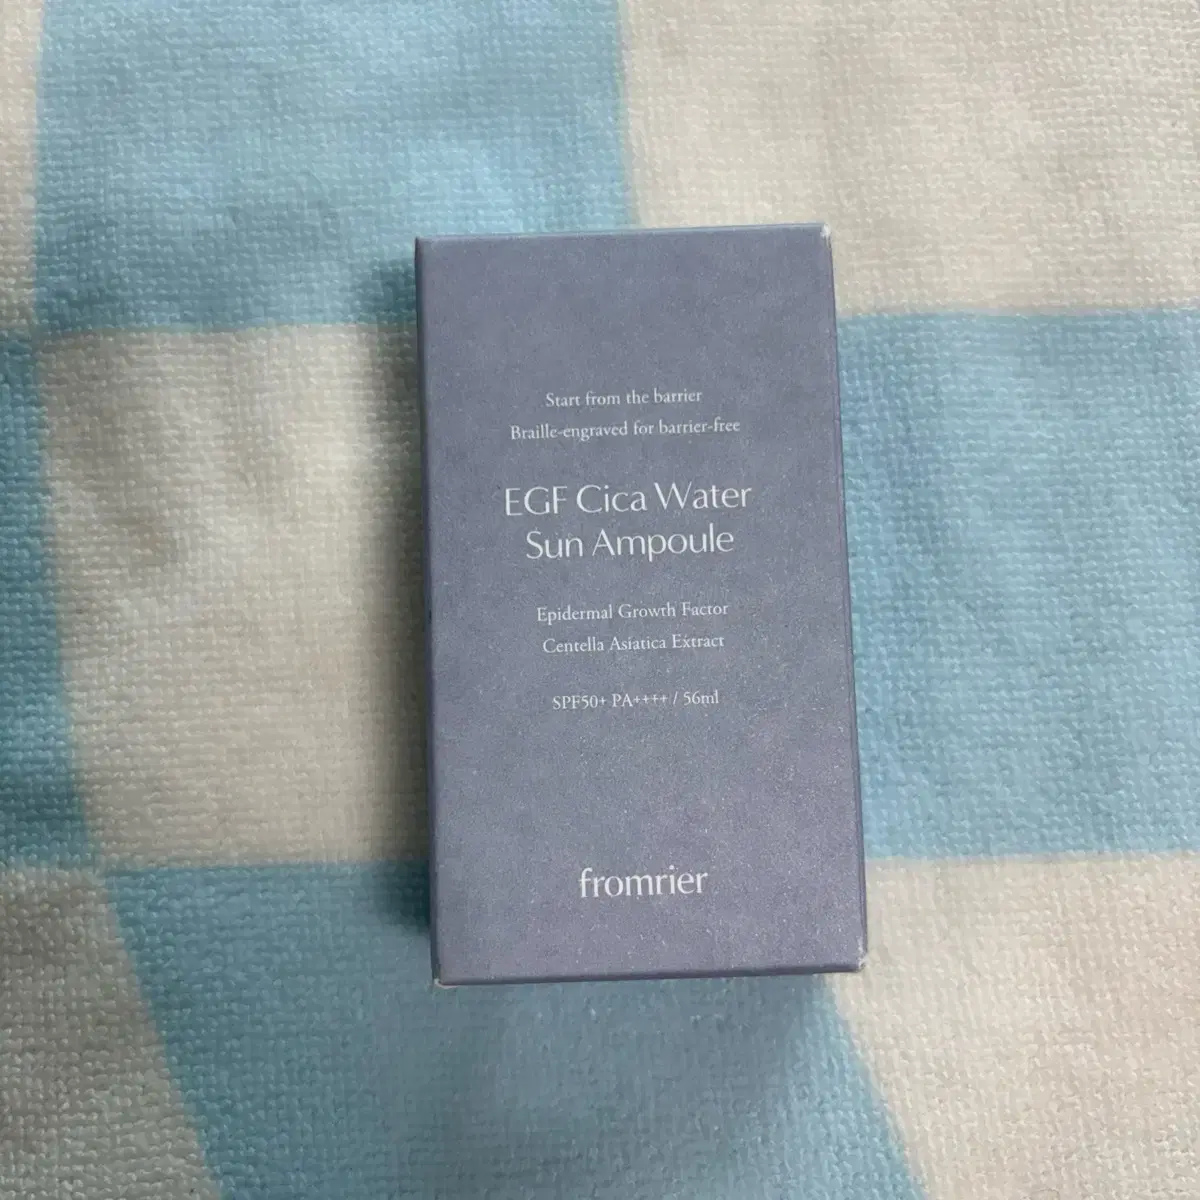 Start from the barrier
Braille-engraved for barrier-free
EGF Cica Water
Sun Ampoule
Epidermal Growth Factor
Centella Asiatica Extract
SPF50+ PA++++ / 56ml
fromrier